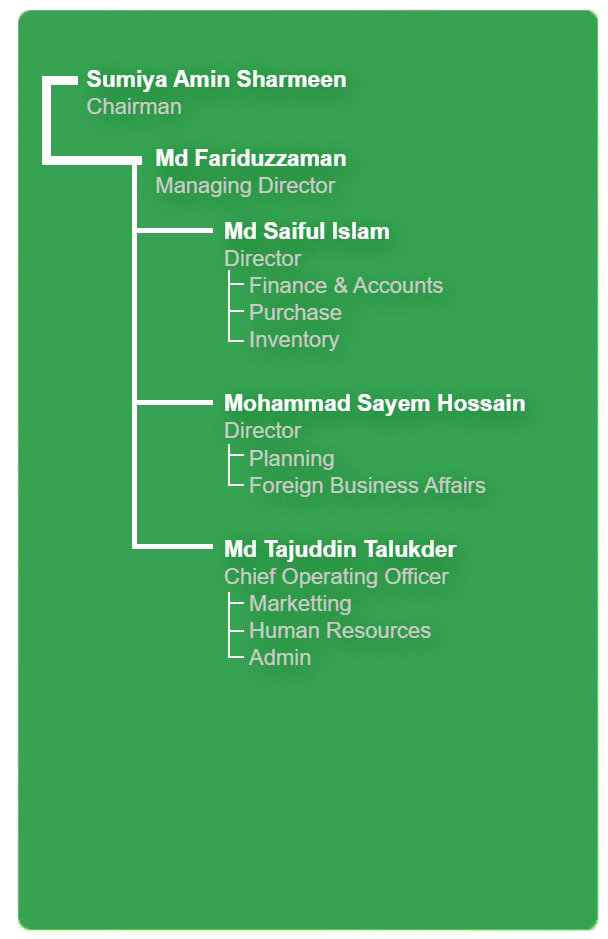 Sumiya Amin Sharmeen
Chairman
Md Fariduzzaman
Managing Director
Md Saiful Islam
Director
Finance & Accounts
Purchase
Inventory
Mohammad Sayem Hossain
Director
Planning
Foreign Business Affairs
Md Tajuddin Talukder
Chief Operating Officer
Marketting
Human Resources
Admin